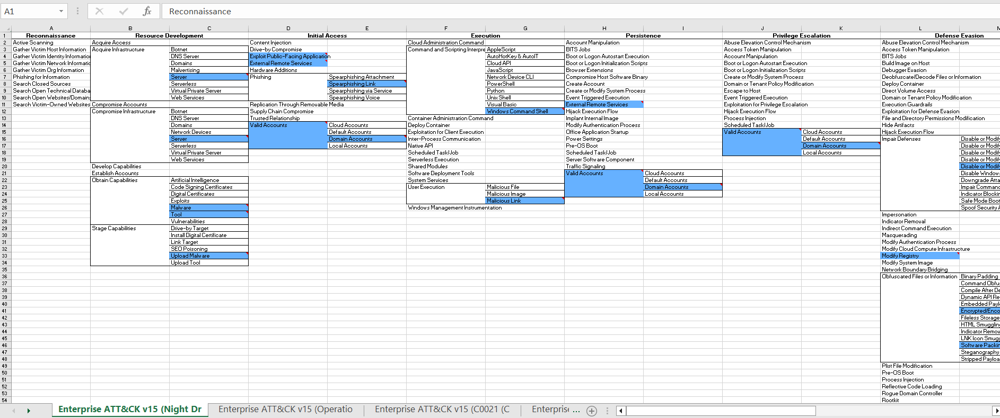 A1 fx Reconnaissance
A B C D E F G H I J K L M
1 Reconnaissance Resource Development Initial Access Execution Persistence Privilege Escalation Defense Evasion
2 Active Scanning Acquire Access Content Injection Cloud Administration Command Account Manipulation Abuse Elevation Control Mechanism Abuse Elevation Control Mechanism
3 Gather Victim Host Information Acquire Infrastructure Botnet Drive-by Compromise Command and Scripting Interpre AppleScript BITS Jobs Access Token Manipulation Access Token Manipulation
4 Gather Victim Identity Informatio DNS Server Exploit Public-Facing Application AutoHotKey & AutoIT Boot or Logon Autostart Execution Account Manipulation BITS Jobs
5 Gather Victim Network Informatic Domains External Remote Services Cloud API Boot or Logon Initialization Scripts Boot or Logon Autostart Execution Build Image on Host
6 Gather Victim Org Information Malvertising Hardware Additions JavaScript Browser Extensions Boot or Logon Initialization Scripts Debugger Evasion
7 Phishing for Information Server Phishing Spearphishing Attachment Network Device CLI Compromise Host Software Binary Create or Modify System Process Deobfuscate/Decode Files or Information
8 Search Closed Sources Serverless Spearphishing Link PowerShell Create Account Domain or Tenant Policy Modification Deploy Container
9 Search Open Technical Databa Virtual Private Server Spearphishing via Service Python Create or Modify System Process Escape to Host Direct Volume Access
10 Search Open Websites/Domain Web Services Spearphishing Voice Unix Shell Event Triggered Execution Event Triggered Execution Domain or Tenant Policy Modification
11 Search Victim-Owned Websites Compromise Accounts Replication Through Removable Media Visual Basic External Remote Services Exploitation for Privilege Escalation Execution Guardrails
12 Compromise Infrastructure Botnet Supply Chain Compromise Windows Command Shell Hijack Execution Flow Hijack Execution Flow Exploitation for Defense Evasion
13 DNS Server Trusted Relationship Container Administration Command Implant Internal Image Process Injection File and Directory Permissions Modification
14 Domains Valid Accounts Cloud Accounts Deploy Container Modify Authentication Process Scheduled Task/Job Hide Artifacts
15 Network Devices Default Accounts Exploitation for Client Execution Office Application Startup Valid Accounts Cloud Accounts Hijack Execution Flow
16 Server Domain Accounts Inter-Process Communication Power Settings Default Accounts Impair Defenses Disable or Modif
17 Serverless Local Accounts Native API Pre-OS Boot Domain Accounts Disable or Modif
18 Virtual Private Server Scheduled Task/Job Scheduled Task/Job Local Accounts Disable or Modif
19 Web Services Serverless Execution Server Software Component Disable or Modif
20 Develop Capabilities Shared Modules Traffic Signaling Disable or Modif
21 Establish Accounts Software Deployment Tools Valid Accounts Cloud Accounts Disable Window
22 Obtain Capabilities Artificial Intelligence System Services Default Accounts Downgrade Atta
23 Code Signing Certificates User Execution Malicious File Domain Accounts Impair Comman
24 Digital Certificates Malicious Image Local Accounts Indicator Blockir
25 Exploits Malicious Link Safe Mode Boot
26 Malware Windows Management Instrumentation Spoof Security A
27 Tool Impersonation
28 Vulnerabilities Indicator Removal
29 Stage Capabilities Drive-by Target Indirect Command Execution
30 Install Digital Certificate Masquerading
31 Link Target Modify Authentication Process
32 SEO Poisoning Modify Cloud Compute Infrastructure
33 Upload Malware Modify Registry
34 Upload Tool Modify System Image
35 Network Boundary Bridging
36 Obfuscated Files or Information Binary Padding
37 Command Obfu
38 Compile After De
39 Dynamic API Re
40 Embedded Payl
41 Encrypted/Enco
42 Fileless Storage
43 HTML Smugglin
44 Indicator Remov
45 LNK Icon Smug
46 Software Packin
47 Steganography
48 Stripped Payloa
49 Plist File Modification
50 Pre-OS Boot
51 Process Injection
52 Reflective Code Loading
53 Rogue Domain Controller
54 Rootkit
Enterprise ATT&CK v15 (Night Dr Enterprise ATT&CK v15 (Operatio Enterprise ATT&CK v15 (C0021 (C Enterprise ...